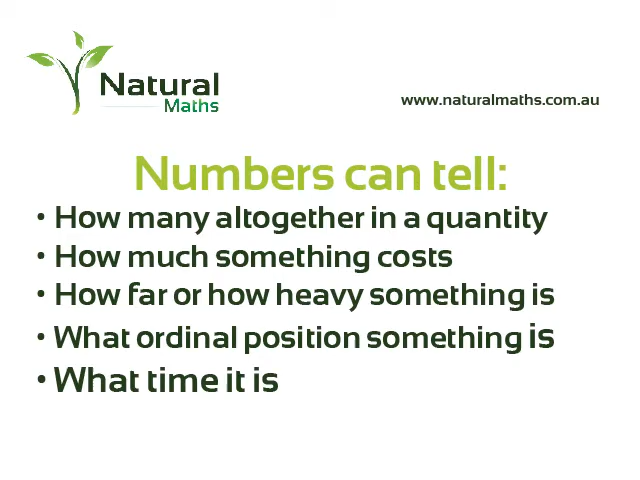 Natural
Maths
www.naturalmaths.com.au
Numbers can tell:
• How many altogether in a quantity
• How much something costs
• How far or how heavy something is
• What ordinal position something is
• What time it is